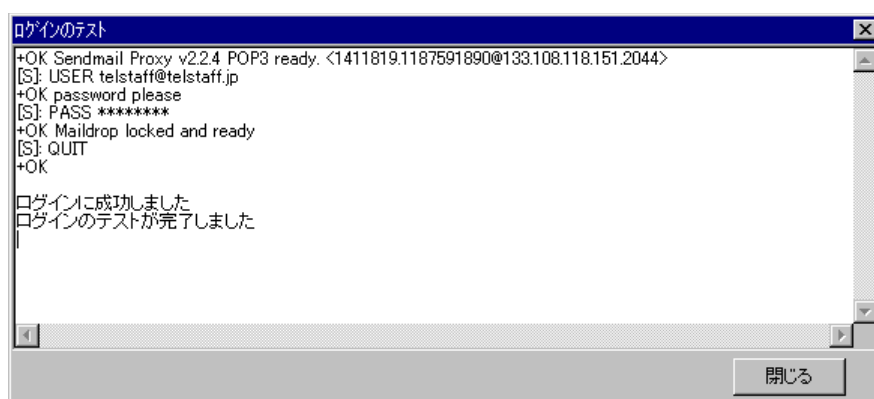 ログインのテスト
+OK Sendmail Proxy v2.2.4 POP3 ready. <1411819.1187591890@133.108.118.151.2044>
[S]: USER telstaff@telstaff.jp
+OK password please
[S]: PASS ********
+OK Maildrop locked and ready
[S]: QUIT
+OK
ログインに成功しました
ログインのテストが完了しました
閉じる